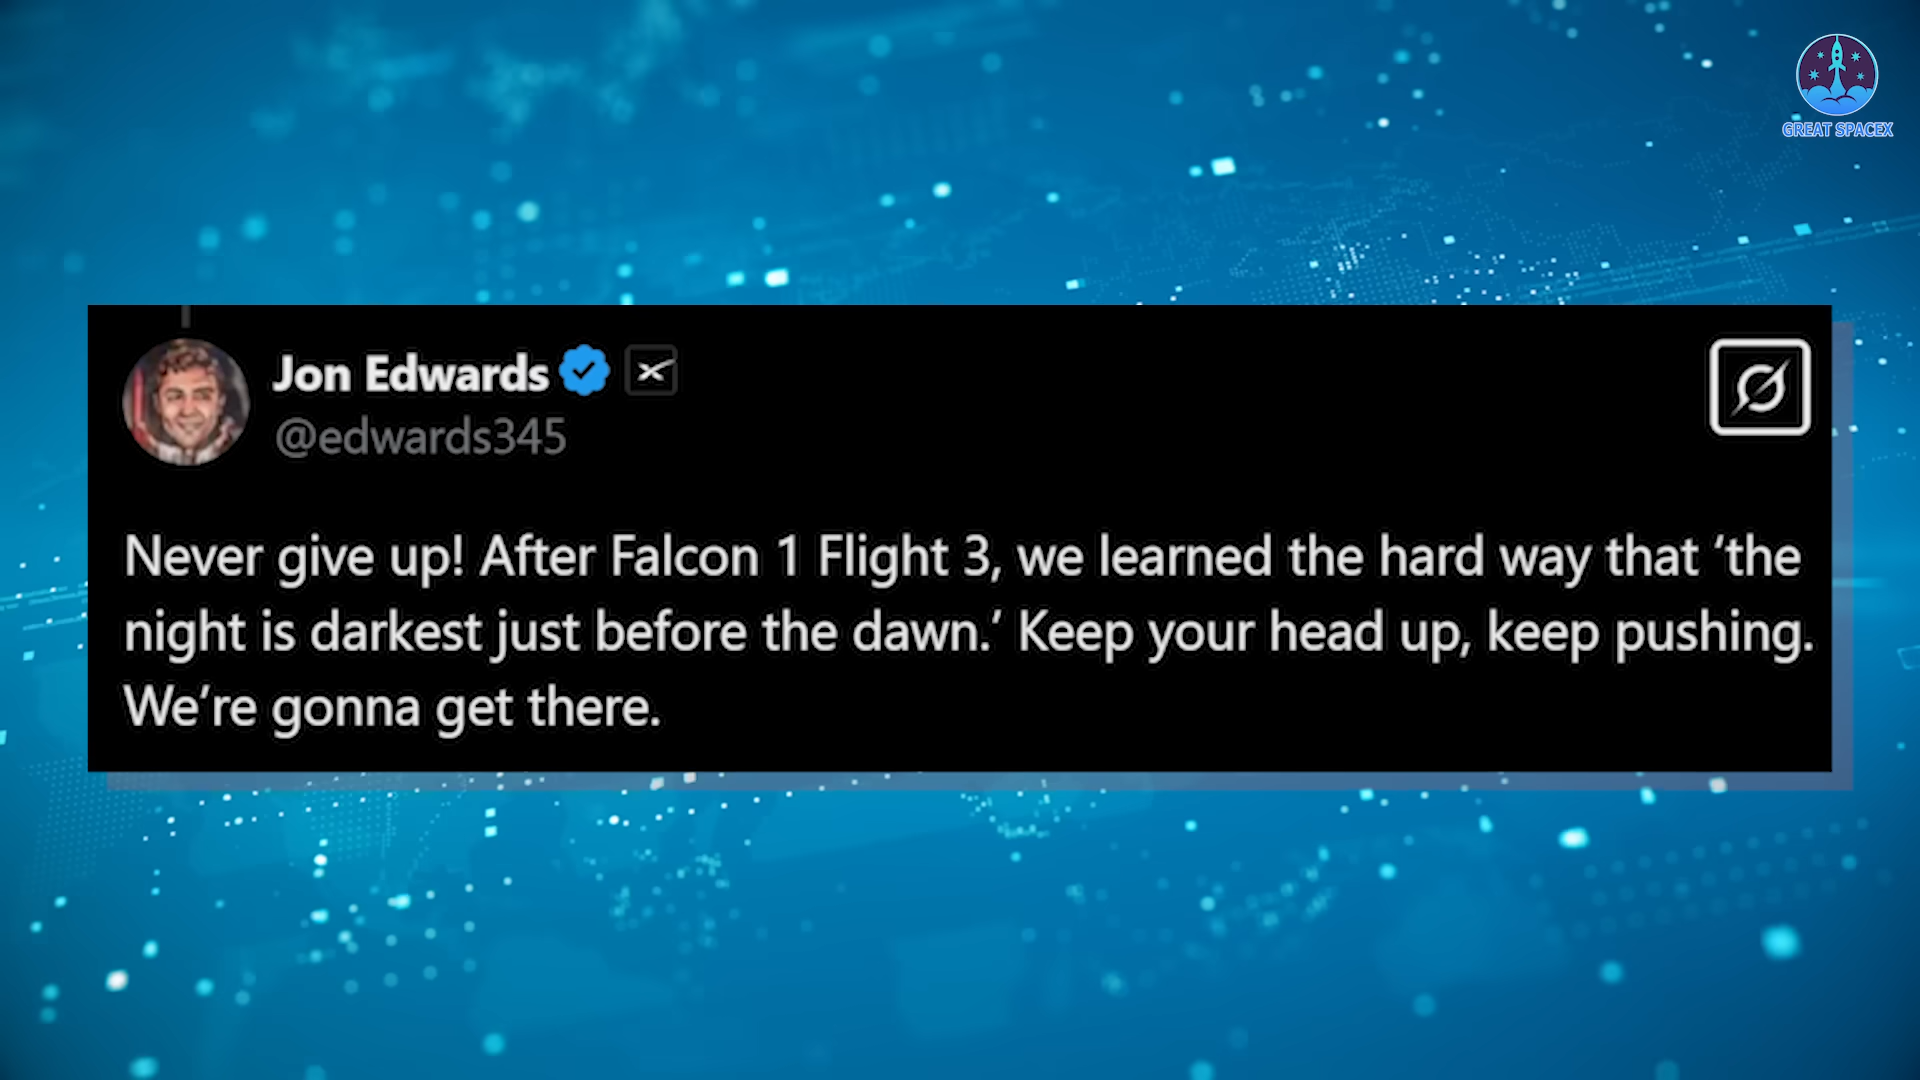 GREAT SPACEX
Jon Edwards
@edwards345
Never give up! After Falcon 1 Flight 3, we learned the hard way that ‘the
night is darkest just before the dawn.’ Keep your head up, keep pushing.
We’re gonna get there.